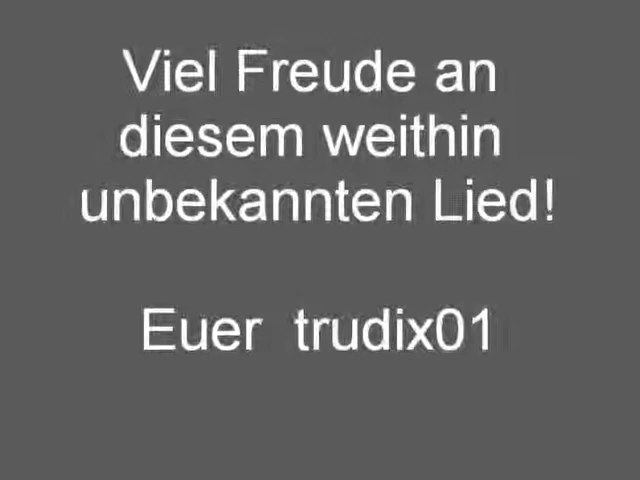 Viel Freude an
diesem weithin
unbekannten Lied!
Euer trudix01